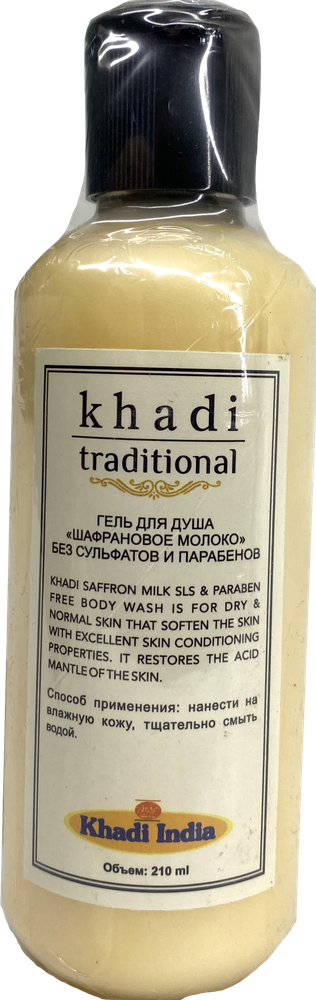 khadi
traditional
ГЕЛЬ ДЛЯ ДУША
«ШАФРАНОВОЕ МОЛОКО»
БЕЗ СУЛЬФАТОВ И ПАРАБЕНОВ
KHADI SAFFRON MILK SLS & PARABEN
FREE BODY WASH IS FOR DRY &
NORMAL SKIN THAT SOFTEN THE SKIN
WITH EXCELLENT SKIN CONDITIONING
PROPERTIES. IT RESTORES THE ACID
MANTLE OF THE SKIN.
Способ применения: нанести на
влажную кожу, тщательно смыть
водой.
Khadi India
Объем: 210 ml